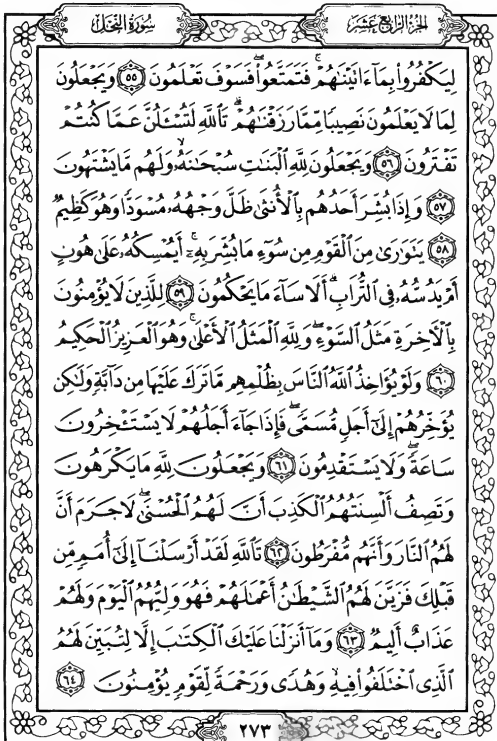 الجزء الرابع عشر
سورة النحل
لِيَكْفُرُوا۟ بِمَآ ءَاتَيْنَٰهُمْ ۚ فَتَمَتَّعُوا۟ ۖ فَسَوْفَ تَعْلَمُونَ ٥٥ وَيَجْعَلُونَ
لِمَا لَا يَعْلَمُونَ نَصِيبًا مِّمَّا رَزَقْنَٰهُمْ ۗ تَٱللَّهِ لَتُسْـَٔلُنَّ عَمَّا كُنتُمْ
تَفْتَرُونَ ٥٦ وَيَجْعَلُونَ لِلَّهِ ٱلْبَنَٰتِ سُبْحَٰنَهُۥ ۙ وَلَهُم مَّا يَشْتَهُونَ
٥٧ وَإِذَا بُشِّرَ أَحَدُهُم بِٱلْأُنثَىٰ ظَلَّ وَجْهُهُۥ مُسْوَدًّا وَهُوَ كَظِيمٌ
٥٨ يَتَوَٰرَىٰ مِنَ ٱلْقَوْمِ مِن سُوٓءِ مَا بُشِّرَ بِهِۦٓ ۚ أَيُمْسِكُهُۥ عَلَىٰ هُونٍ
أَمْ يَدُسُّهُۥ فِى ٱلتُّرَابِ ۗ أَلَا سَآءَ مَا يَحْكُمُونَ ٥٩ لِلَّذِينَ لَا يُؤْمِنُونَ
بِٱلْءَاخِرَةِ مَثَلُ ٱلسَّوْءِ ۖ وَلِلَّهِ ٱلْمَثَلُ ٱلْأَعْلَىٰ ۚ وَهُوَ ٱلْعَزِيزُ ٱلْحَكِيمُ
٦٠ وَلَوْ يُؤَاخِذُ ٱللَّهُ ٱلنَّاسَ بِظُلْمِهِم مَّا تَرَكَ عَلَيْهَا مِن دَآبَّةٍ وَلَٰكِن
يُؤَخِّرُهُمْ إِلَىٰٓ أَجَلٍ مُّسَمًّى ۖ فَإِذَا جَآءَ أَجَلُهُمْ لَا يَسْتَـْٔخِرُونَ
سَاعَةً ۖ وَلَا يَسْتَقْدِمُونَ ٦١ وَيَجْعَلُونَ لِلَّهِ مَا يَكْرَهُونَ
وَتَصِفُ أَلْسِنَتُهُمُ ٱلْكَذِبَ أَنَّ لَهُمُ ٱلْحُسْنَىٰ ۖ لَا جَرَمَ أَنَّ
لَهُمُ ٱلنَّارَ وَأَنَّهُم مُّفْرَطُونَ ٦٢ تَٱللَّهِ لَقَدْ أَرْسَلْنَآ إِلَىٰٓ أُمَمٍ مِّن
قَبْلِكَ فَزَيَّنَ لَهُمُ ٱلشَّيْطَٰنُ أَعْمَٰلَهُمْ فَهُوَ وَلِيُّهُمُ ٱلْيَوْمَ وَلَهُمْ
عَذَابٌ أَلِيمٌ ٦٣ وَمَآ أَنزَلْنَا عَلَيْكَ ٱلْكِتَٰبَ إِلَّا لِتُبَيِّنَ لَهُمُ
ٱلَّذِى ٱخْتَلَفُوا۟ فِيهِ ۙ وَهُدًى وَرَحْمَةً لِّقَوْمٍ يُؤْمِنُونَ ٦٤
٢٧٣